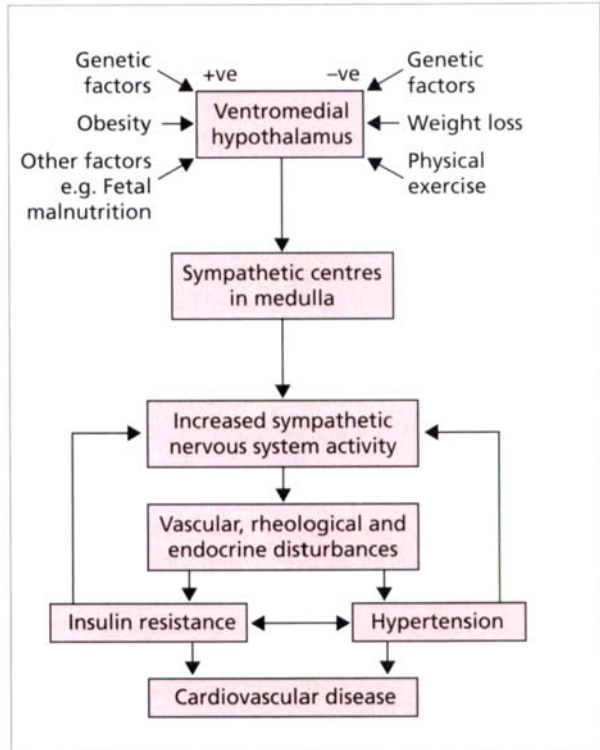 Genetic
factors
+ve
–ve
Genetic
factors
Obesity
Ventromedial
hypothalamus
Weight loss
Other factors
e.g. Fetal
malnutrition
Physical
exercise
Sympathetic centres
in medulla
Increased sympathetic
nervous system activity
Vascular, rheological and
endocrine disturbances
Insulin resistance
Hypertension
Cardiovascular disease